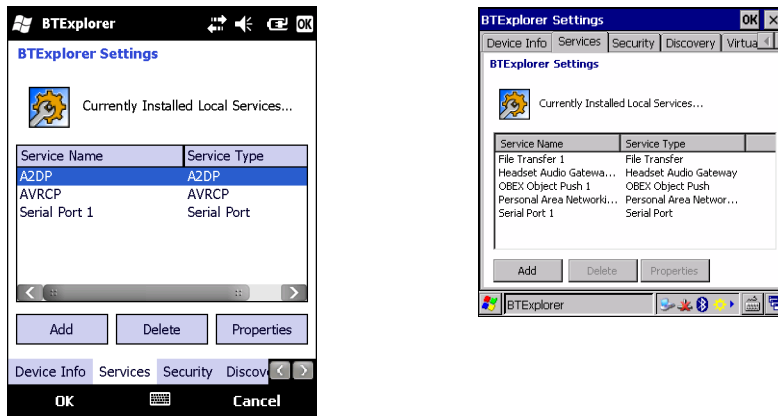 BTExplorer OK
BTExplorer Settings
Currently Installed Local Services...
Service Name Service Type
A2DP A2DP
AVRCP AVRCP
Serial Port 1 Serial Port
Add Delete Properties
Device Info Services Security Discov
OK Cancel
BTExplorer Settings OK
Device Info Services Security Discovery Virtua
BTExplorer Settings
Currently Installed Local Services...
Service Name Service Type
File Transfer 1 File Transfer
Headset Audio Gatewa... Headset Audio Gateway
OBEX Object Push 1 OBEX Object Push
Personal Area Networki... Personal Area Networ...
Serial Port 1 Serial Port
Add Delete Properties
BTExplorer